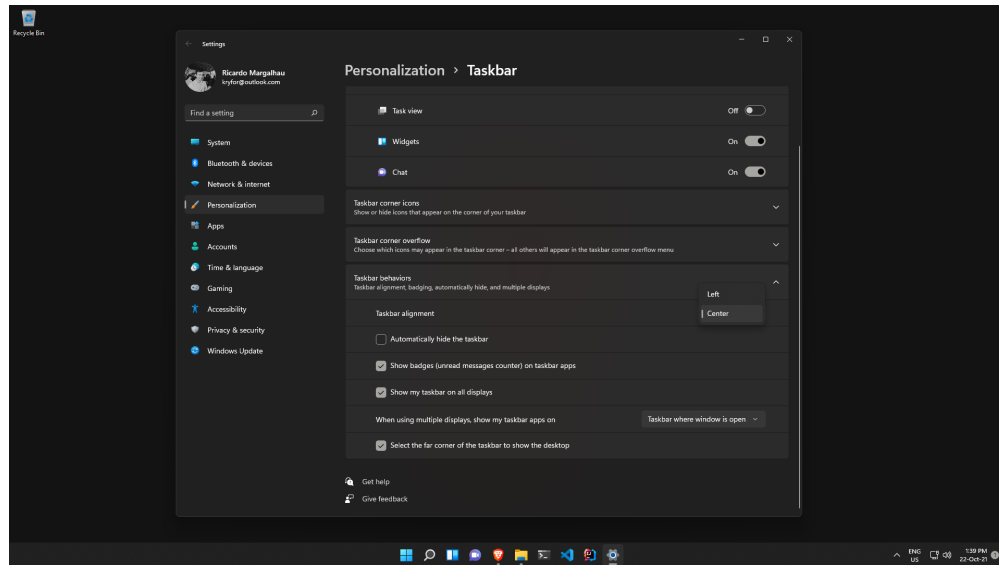 Recycle Bin
Settings
Ricardo Margalhau
kryfor@outlook.com
Find a setting
System
Bluetooth & devices
Network & internet
Personalization
Apps
Accounts
Time & language
Gaming
Accessibility
Privacy & security
Windows Update
Personalization > Taskbar
Task view Off
Widgets On
Chat On
Taskbar corner icons
Show or hide icons that appear on the corner of your taskbar
Taskbar corner overflow
Choose which icons may appear in the taskbar corner – all others will appear in the taskbar corner overflow menu
Taskbar behaviors
Taskbar alignment, badging, automatically hide, and multiple displays
Left
Taskbar alignment Center
Automatically hide the taskbar
Show badges (unread messages counter) on taskbar apps
Show my taskbar on all displays
When using multiple displays, show my taskbar apps on Taskbar where window is open
Select the far corner of the taskbar to show the desktop
Get help
Give feedback
ENG 1:39 PM
US 22-Oct-21